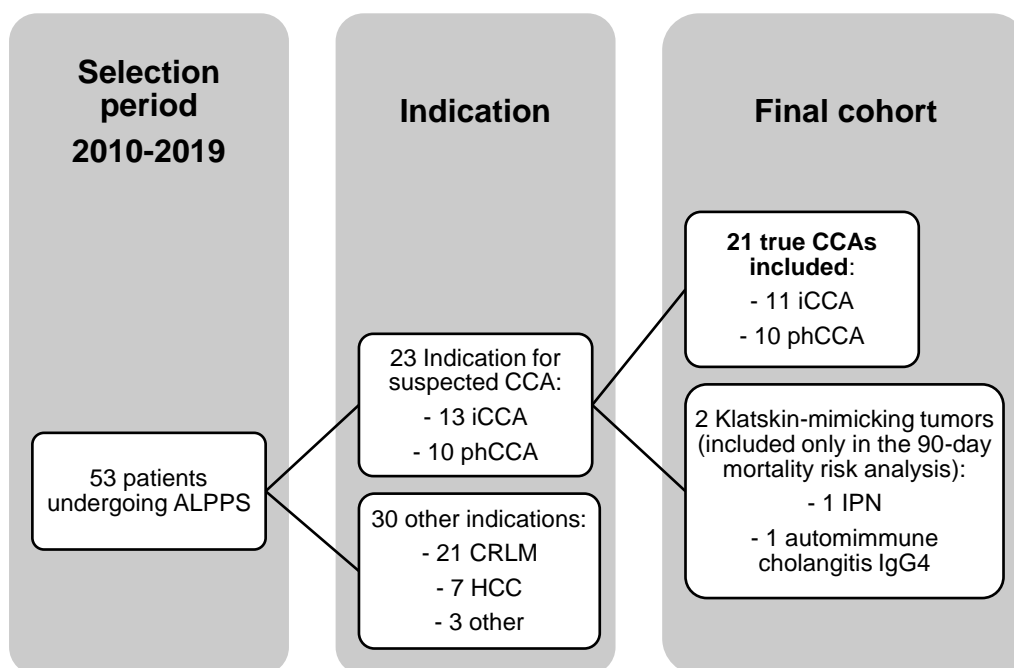 Selection
period
2010-2019
Indication
Final cohort
53 patients
undergoing ALPPS
23 Indication for
suspected CCA:
- 13 iCCA
- 10 phCCA
30 other indications:
- 21 CRLM
- 7 HCC
- 3 other
21 true CCAs
included:
- 11 iCCA
- 10 phCCA
2 Klatskin-mimicking tumors
(included only in the 90-day
mortality risk analysis):
- 1 IPN
- 1 automimmune
cholangitis IgG4